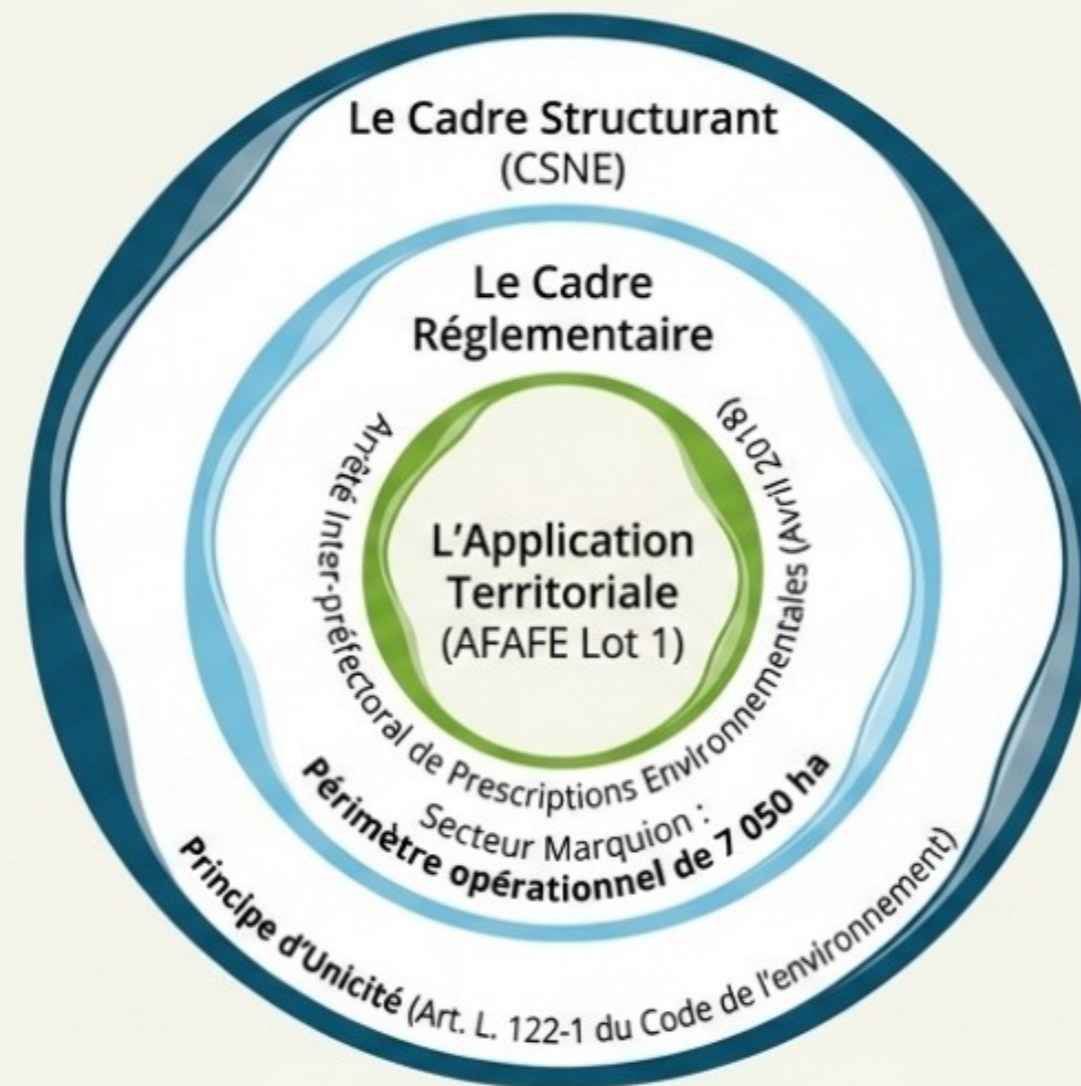 Le Cadre Structurant
(CSNE)
Le Cadre
Réglementaire
L'Application
Territoriale
(AFAFE Lot 1)
Arrêté Inter-préfectoral de Prescriptions Environnementales (Avril 2018)
Secteur Marquion :
Périmètre opérationnel de 7 050 ha
Principe d'Unicité (Art. L. 122-1 du Code de l'environnement)